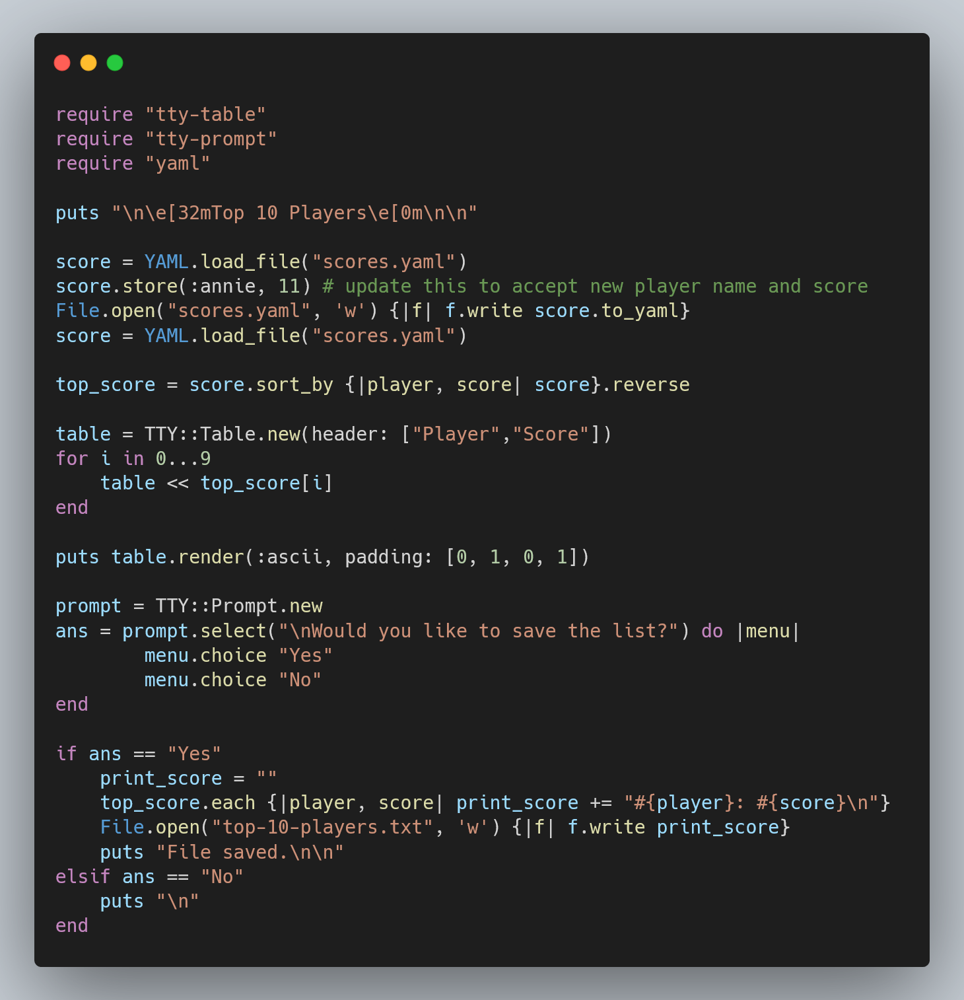 require "tty-table"
require "tty-prompt"
require "yaml"

puts "\n\e[32mTop 10 Players\e[0m\n\n"

score = YAML.load_file("scores.yaml")
score.store(:annie, 11) # update this to accept new player name and score
File.open("scores.yaml", 'w') {|f| f.write score.to_yaml}
score = YAML.load_file("scores.yaml")

top_score = score.sort_by {|player, score| score}.reverse

table = TTY::Table.new(header: ["Player","Score"])
for i in 0...9
    table << top_score[i]
end

puts table.render(:ascii, padding: [0, 1, 0, 1])

prompt = TTY::Prompt.new
ans = prompt.select("\nWould you like to save the list?") do |menu|
        menu.choice "Yes"
        menu.choice "No"
end

if ans == "Yes"
    print_score = ""
    top_score.each {|player, score| print_score += "#{player}: #{score}\n"}
    File.open("top-10-players.txt", 'w') {|f| f.write print_score}
    puts "File saved.\n\n"
elsif ans == "No"
    puts "\n"
end